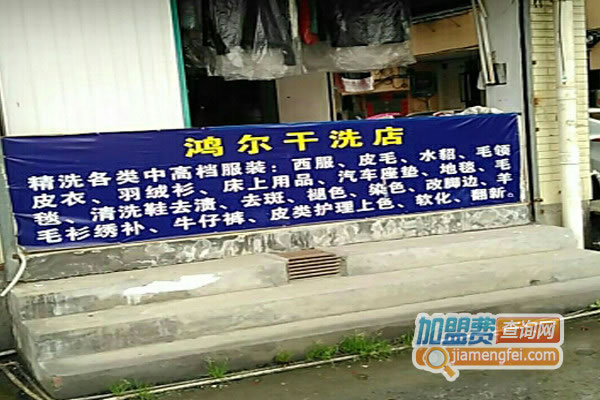 鸿尔干洗店
精洗各类中高档服装：西服、皮毛、水貂、毛领
皮衣、羽绒衫、床上用品、汽车座垫、地毯、毛
毯、清洗鞋去渍、去斑、褪色、染色、改脚边、羊
毛衫绣补、牛仔裤、皮类护理上色、软化、翻新。
加盟费查询网
jiamengfei.com